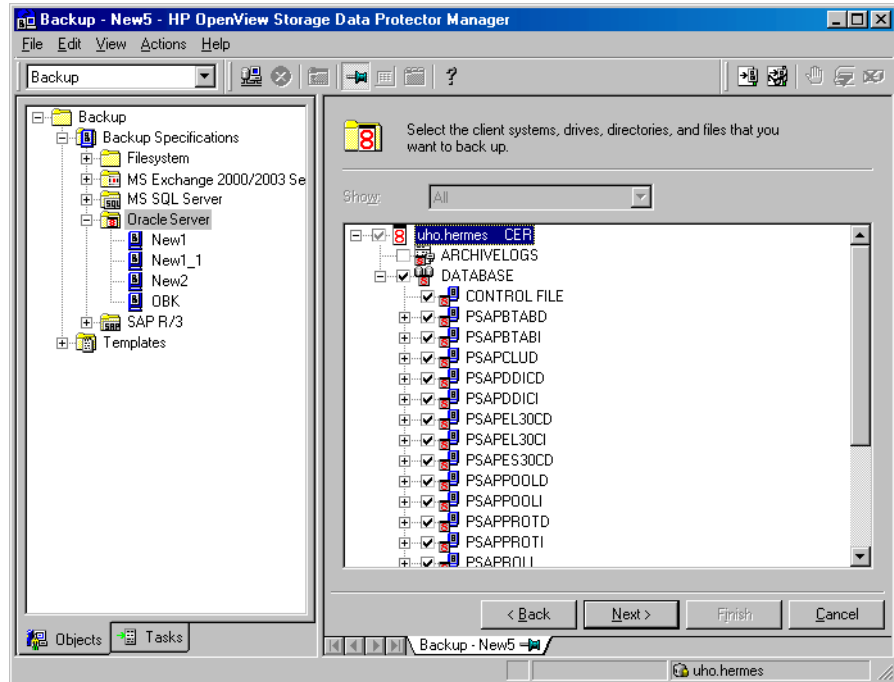 Backup - New5 - HP OpenView Storage Data Protector Manager
File Edit View Actions Help
Backup
Backup
Backup Specifications
Filesystem
MS Exchange 2000/2003 Se
MS SQL Server
Oracle Server
New1
New1_1
New2
OBK
SAP R/3
Templates
Objects
Tasks
Select the client systems, drives, directories, and files that you
want to back up.
Show: All
uho.hermes CER
ARCHIVELOGS
DATABASE
CONTROL FILE
PSAPBTABD
PSAPBTABI
PSAPCLUD
PSAPDDICD
PSAPDDICI
PSAPEL30CD
PSAPEL30CI
PSAPES30CD
PSAPPOOLD
PSAPPOOLI
PSAPPROTD
PSAPPROTI
< Back Next > Finish Cancel
Backup - New5
uho.hermes